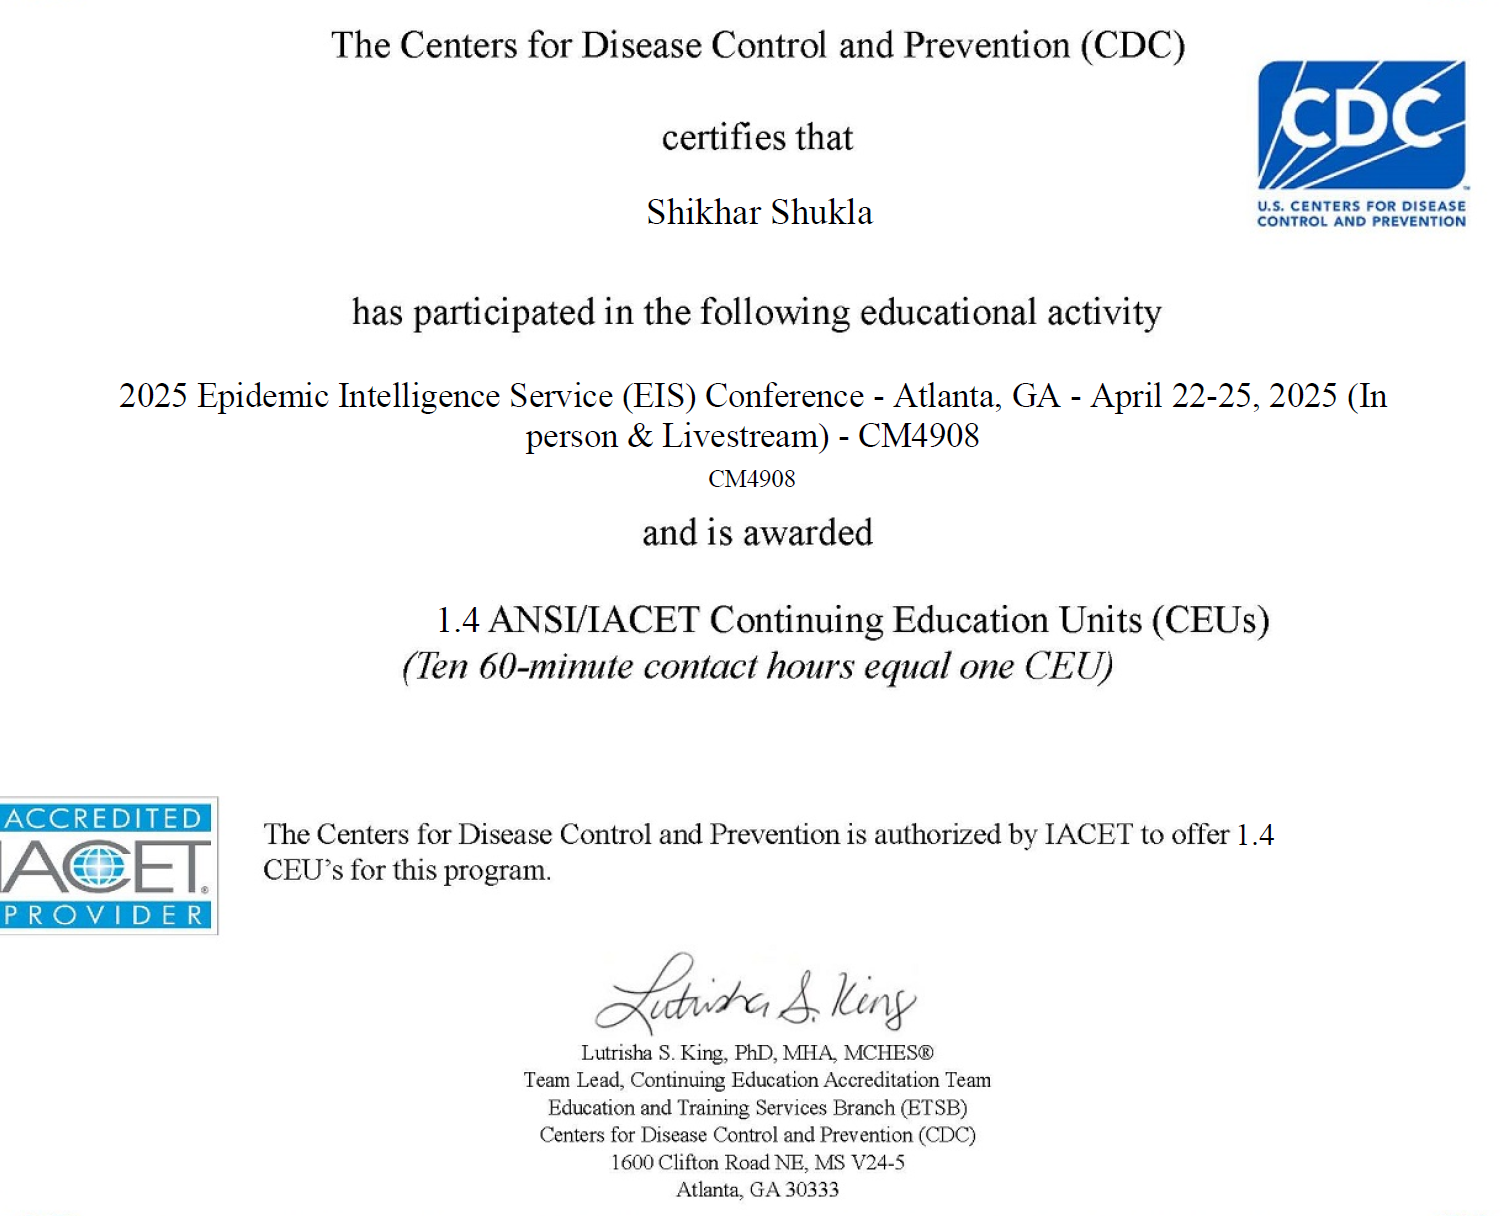 The Centers for Disease Control and Prevention (CDC)
CDC
U.S. CENTERS FOR DISEASE
CONTROL AND PREVENTION
certifies that
Shikhar Shukla
has participated in the following educational activity
2025 Epidemic Intelligence Service (EIS) Conference - Atlanta, GA - April 22-25, 2025 (In
person & Livestream) - CM4908
CM4908
and is awarded
1.4 ANSI/IACET Continuing Education Units (CEUs)
(Ten 60-minute contact hours equal one CEU)
ACCREDITED
IACET®
PROVIDER
The Centers for Disease Control and Prevention is authorized by IACET to offer 1.4
CEU’s for this program.
Lutrisha S. King
Lutrisha S. King, PhD, MHA, MCHES®
Team Lead, Continuing Education Accreditation Team
Education and Training Services Branch (ETSB)
Centers for Disease Control and Prevention (CDC)
1600 Clifton Road NE, MS V24-5
Atlanta, GA 30333